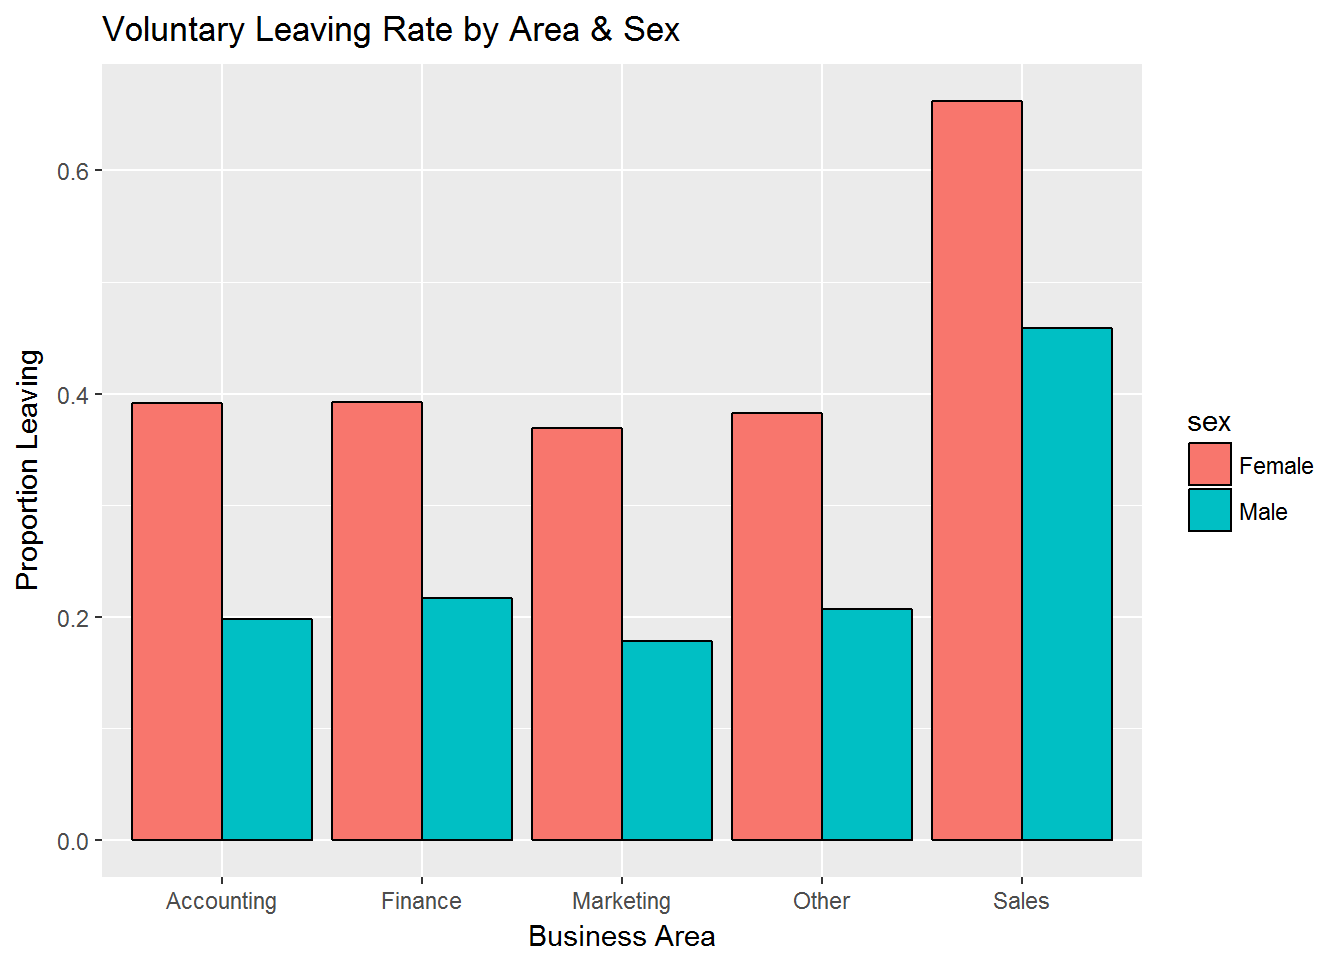 Voluntary Leaving Rate by Area & Sex
Proportion Leaving
0.6
0.4
0.2
0.0
Accounting Finance Marketing Other Sales
Business Area
sex
Female
Male